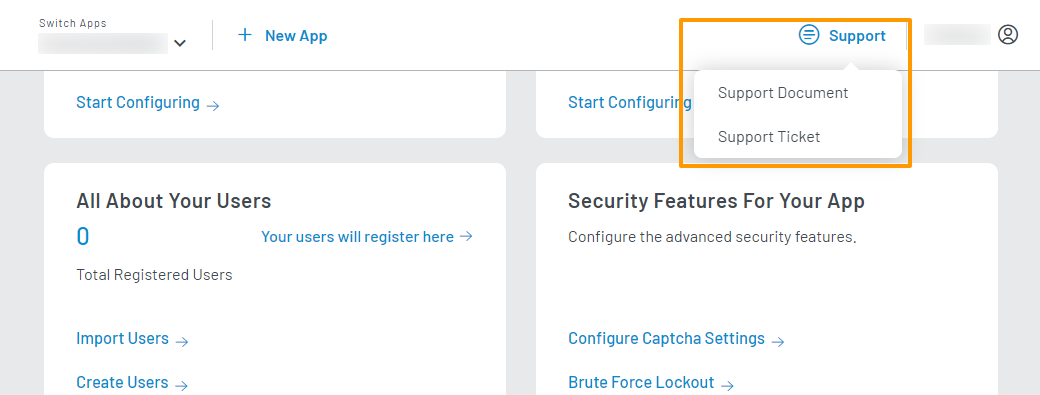 Switch Apps
New App
Support
Support Document
Support Ticket
Start Configuring
Start Configuring
All About Your Users
0
Your users will register here
Total Registered Users
Import Users
Create Users
Security Features For Your App
Configure the advanced security features.
Configure Captcha Settings
Brute Force Lockout